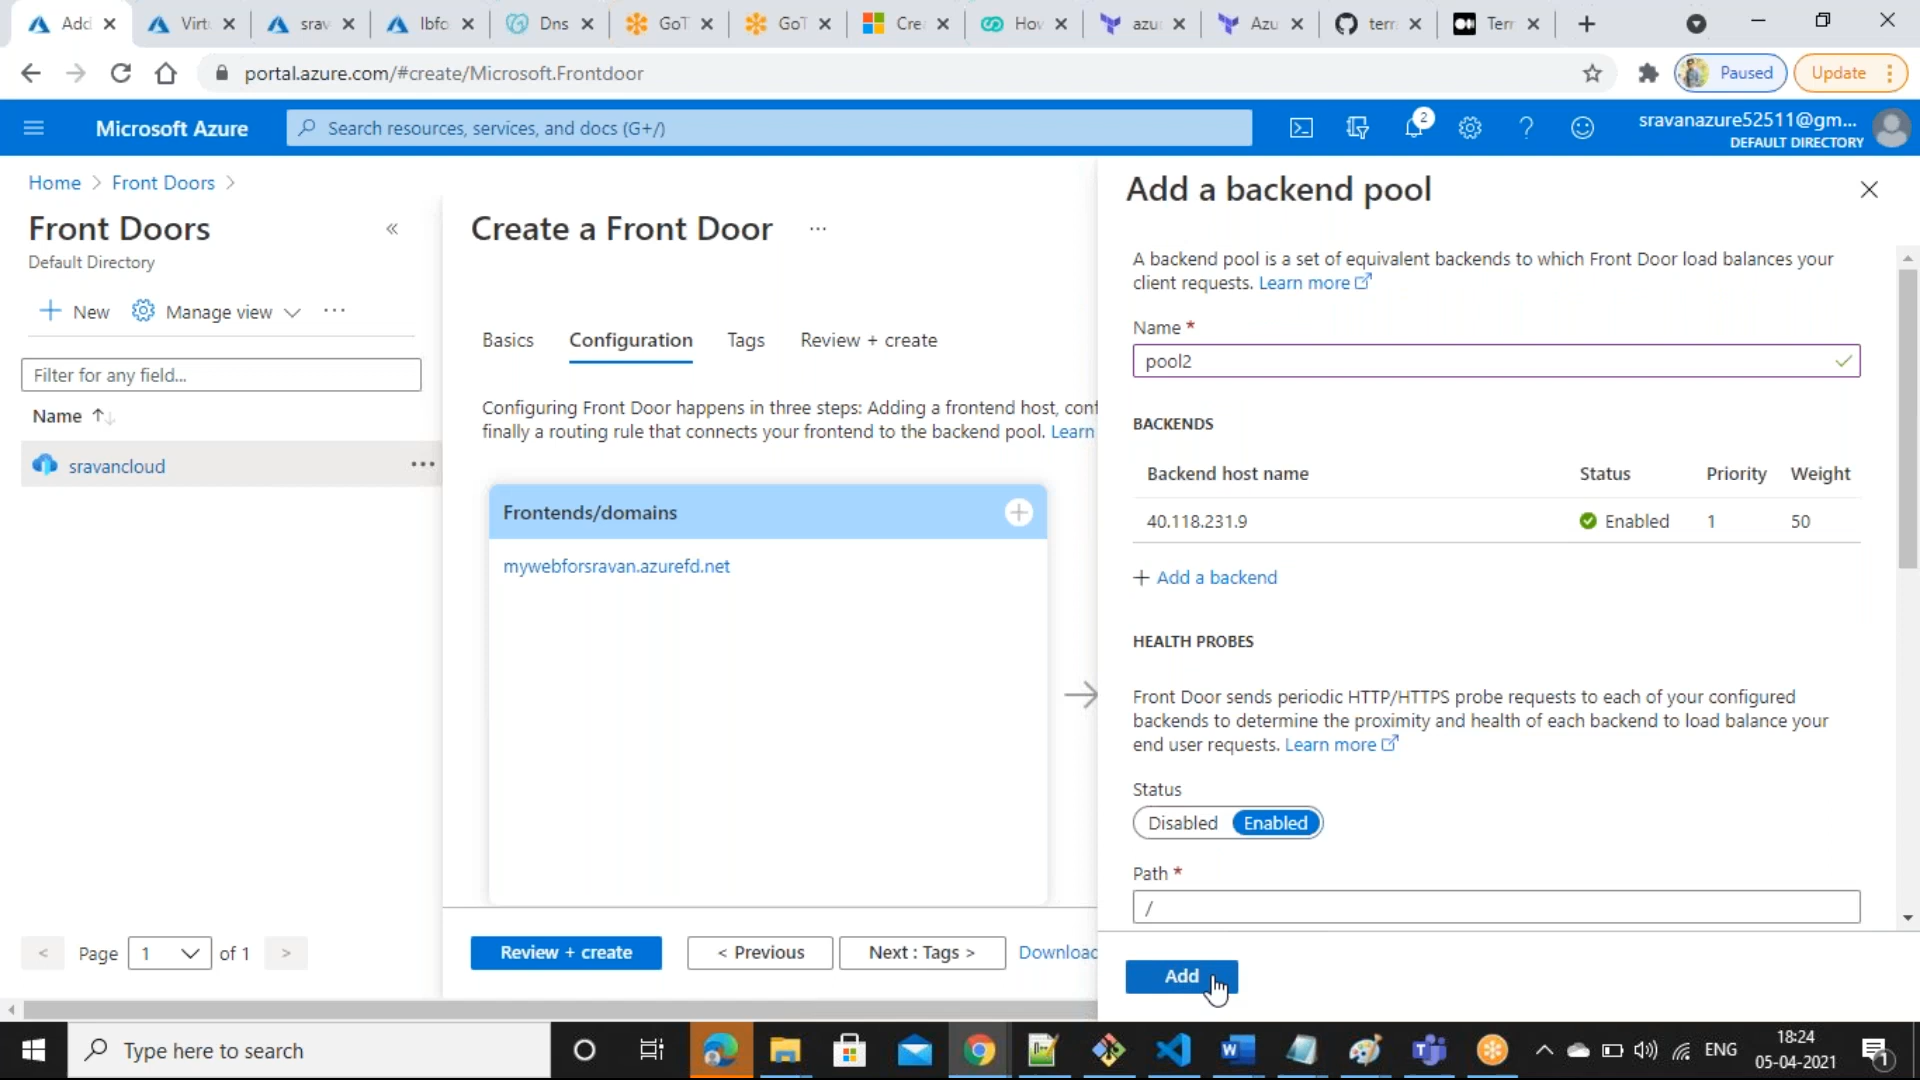 Add
Virt
srav
lbfo
Dns
GoT
GoT
Cre
Hov
azu
Azu
terr
Terr
portal.azure.com/#create/Microsoft.Frontdoor
Paused
Update
Microsoft Azure
Search resources, services, and docs (G+/)
2
sravanazure52511@gm...
DEFAULT DIRECTORY
Home > Front Doors >
Front Doors
Default Directory
New
Manage view
Filter for any field...
Name
sravancloud
Page 1 of 1
Create a Front Door
Basics
Configuration
Tags
Review + create
Configuring Front Door happens in three steps: Adding a frontend host, conf
finally a routing rule that connects your frontend to the backend pool. Learn
Frontends/domains
mywebforsravan.azurefd.net
Review + create
< Previous
Next : Tags >
Download
Add a backend pool
A backend pool is a set of equivalent backends to which Front Door load balances your
client requests. Learn more
Name *
pool2
BACKENDS
Backend host name Status Priority Weight
40.118.231.9 Enabled 1 50
+ Add a backend
HEALTH PROBES
Front Door sends periodic HTTP/HTTPS probe requests to each of your configured
backends to determine the proximity and health of each backend to load balance your
end user requests. Learn more
Status
Disabled Enabled
Path *
/
Add
Type here to search
ENG
18:24
05-04-2021
1